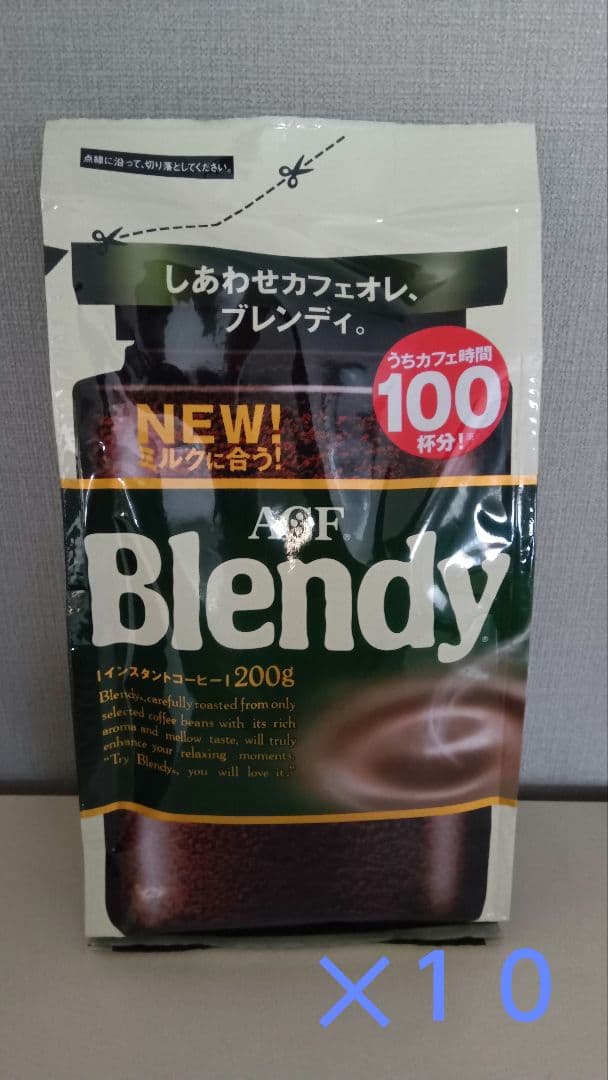 点線に沿って、切り落としてください。
しあわせカフェオレ、
ブレンディ。
うちカフェ時間
100
杯分!※
NEW!
ミルクに合う!
AGF®
Blendy®
インスタントコーヒー 200g
Blendy®, carefully roasted from only
selected coffee beans with its rich
aroma and mellow taste, will truly
enhance your relaxing moments.
"Try Blendy®, you will love it."
×10